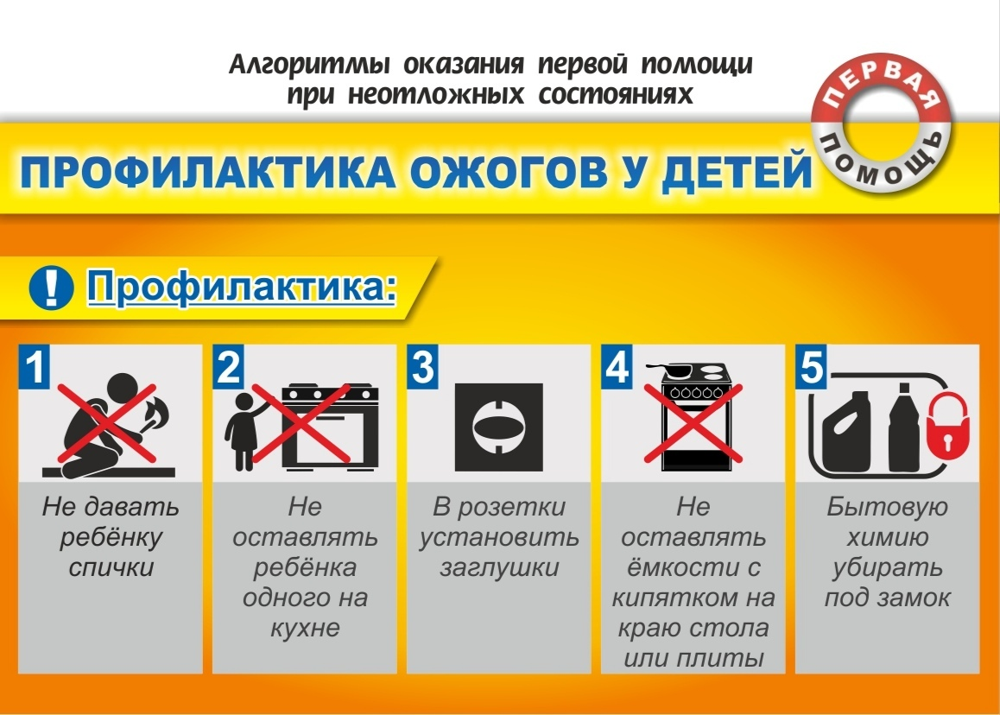 Алгоритмы оказания первой помощи
при неотложных состояниях
ПЕРВАЯ
ПОМОЩЬ
ПРОФИЛАКТИКА ОЖОГОВ У ДЕТЕЙ
! Профилактика:
1
Не давать
ребёнку
спички
2
Не
оставлять
ребёнка
одного на
кухне
3
В розетки
установить
заглушки
4
Не
оставлять
ёмкости с
кипятком на
краю стола
или плиты
5
Бытовую
химию
убирать
под замок